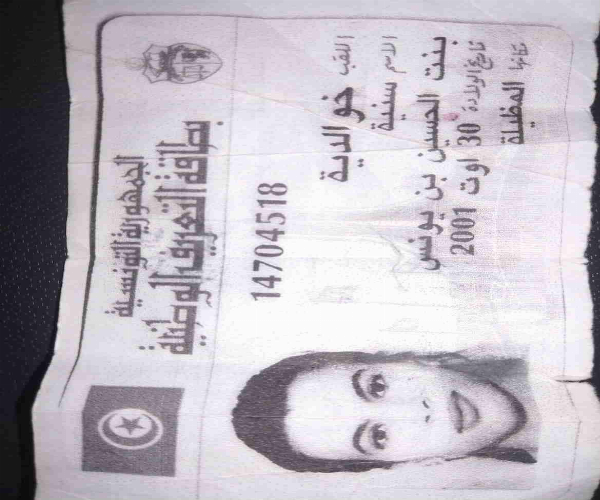 الجمهورية التونسية
بطاقة التعريف الوطنية
14704518
اللقب خوالدية
الاسم سنية
بنت الحسين بن يونس
تاريخ الولادة 30 اوت 2001
مكانها المظيلة